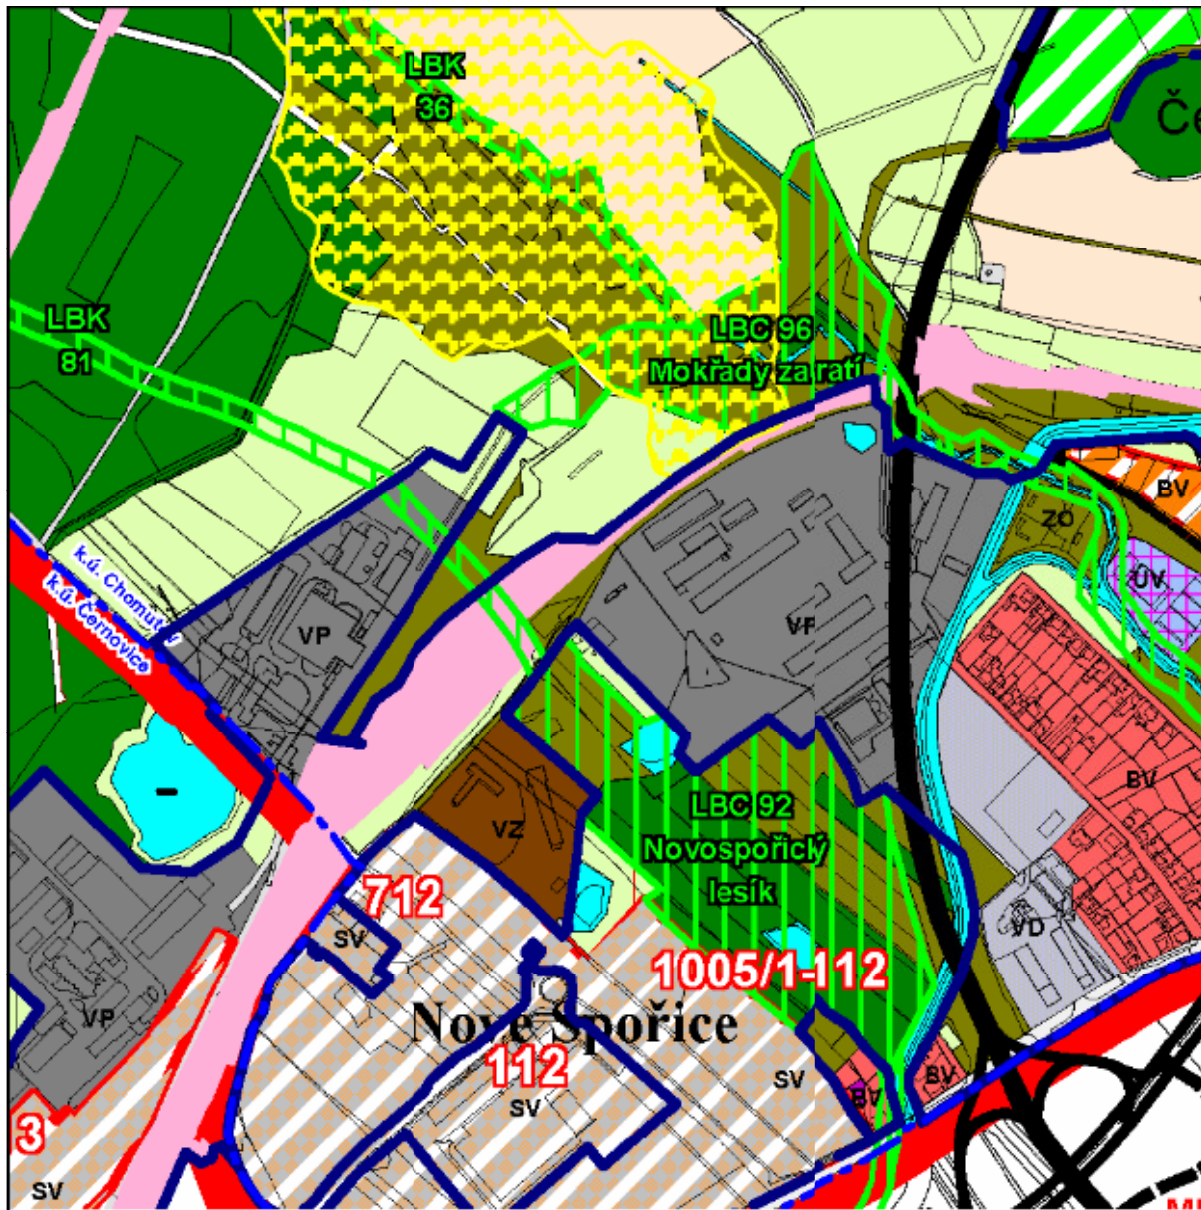 LBK
36
Č
LBK
81
LBC 96
Mokřady za ratí
BV
ZO
k.ú. Chomut
k.ú. Černovice
ÚV
VP
VP
BV
VZ
LBC 92
Novospořický
lesík
712
SV
VD
1005/1-112
VP
Nové Spořice
112
SV
SV
BV
BV
3
SV